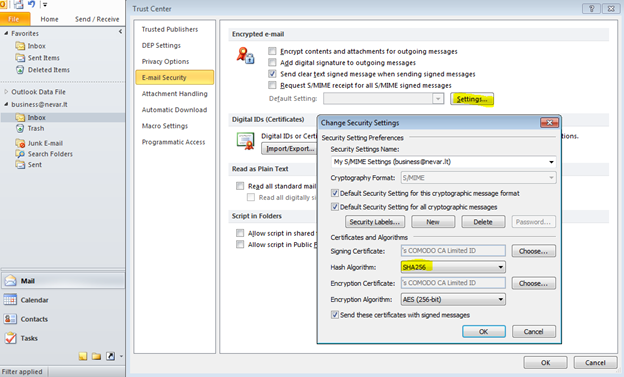 Trust Center
File
Home
Send / Receive
Favorites
Inbox
Sent Items
Deleted Items
Outlook Data File
business@nevar.lt
Inbox
Trash
Junk E-mail
Search Folders
Sent
Mail
Calendar
Contacts
Tasks
Filter applied
Trusted Publishers
DEP Settings
Privacy Options
E-mail Security
Attachment Handling
Automatic Download
Macro Settings
Programmatic Access
Encrypted e-mail
Encrypt contents and attachments for outgoing messages
Add digital signature to outgoing messages
Send clear text signed message when sending signed messages
Request S/MIME receipt for all S/MIME signed messages
Default Setting:
Settings...
Digital IDs (Certificates)
Digital IDs or Cer
ctions.
Import/Export...
Read as Plain Text
Read all standard mail
Read all digitally si
Script in Folders
Allow script in shared
Allow script in Public F
Change Security Settings
Security Setting Preferences
Security Settings Name:
My S/MIME Settings (business@nevar.lt)
Cryptography Format: S/MIME
Default Security Setting for this cryptographic message format
Default Security Setting for all cryptographic messages
Security Labels... New Delete Password...
Certificates and Algorithms
Signing Certificate: 's COMODO CA Limited ID Choose...
Hash Algorithm: SHA256
Encryption Certificate: 's COMODO CA Limited ID Choose...
Encryption Algorithm: AES (256-bit)
Send these certificates with signed messages
OK Cancel
OK Cancel